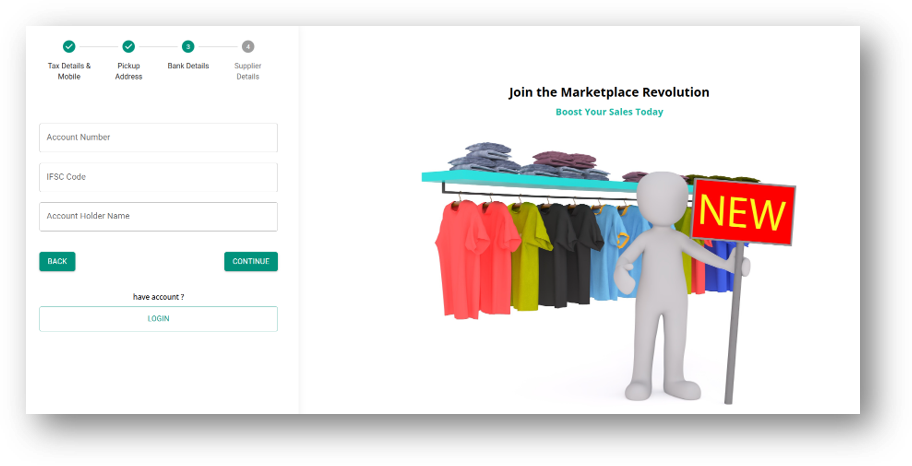 3
4
Tax Details &
Mobile
Pickup
Address
Bank Details
Supplier
Details
Account Number
IFSC Code
Account Holder Name
BACK
CONTINUE
have account ?
LOGIN
Join the Marketplace Revolution
Boost Your Sales Today
NEW